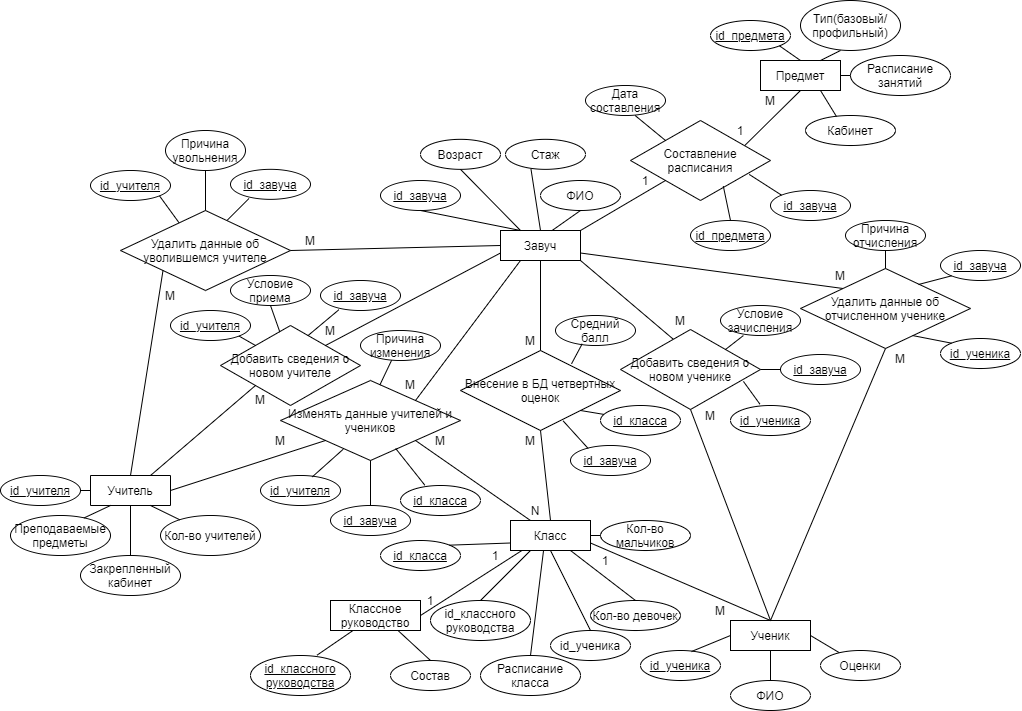 id_предмета
Тип(базовый/
профильный)
Предмет
Расписание
занятий
Кабинет
M
1
Дата
составления
Составление
расписания
1
id_завуча
id_предмета
Причина
увольнения
id_учителя
id_завуча
Удалить данные об
уволившемся учителе
M
M
Возраст
Стаж
id_завуча
ФИО
Завуч
Причина
отчисления
id_завуча
M
Удалить данные об
отчисленном ученике
id_ученика
M
Условие
приема
id_завуча
id_учителя
M
Добавить сведения о
новом учителе
M
Причина
изменения
M
Изменять данные учителей и
учеников
M
M
id_учителя
id_завуча
id_класса
Средний
балл
M
Внесение в БД четвертных
оценок
id_класса
id_завуча
M
Условие
зачисления
M
Добавить сведения о
новом ученике
id_завуча
id_ученика
M
Учитель
id_учителя
Преподаваемые
предметы
Закрепленный
кабинет
Кол-во учителей
N
Класс
Кол-во
мальчиков
id_класса
1
1
1
Классное
руководство
id_классного
руководства
Состав
id_классного
руководства
Расписание
класса
id_ученика
Кол-во девочек
M
Ученик
id_ученика
ФИО
Оценки